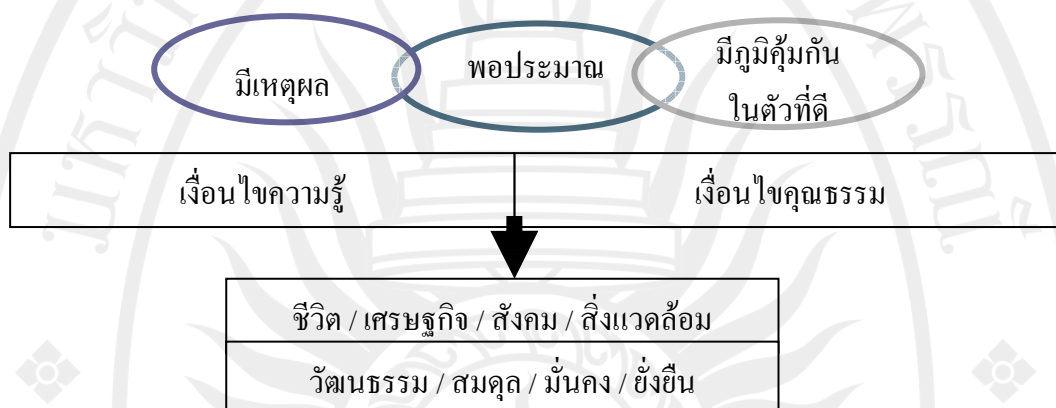 มีเหตุผล
พอประมาณ
มีภูมิคุ้มกัน
ในตัวที่ดี
เงื่อนไขความรู้
เงื่อนไขคุณธรรม
ชีวิต / เศรษฐกิจ / สังคม / สิ่งแวดล้อม
วัฒนธรรม / สมดุล / มั่นคง / ยั่งยืน